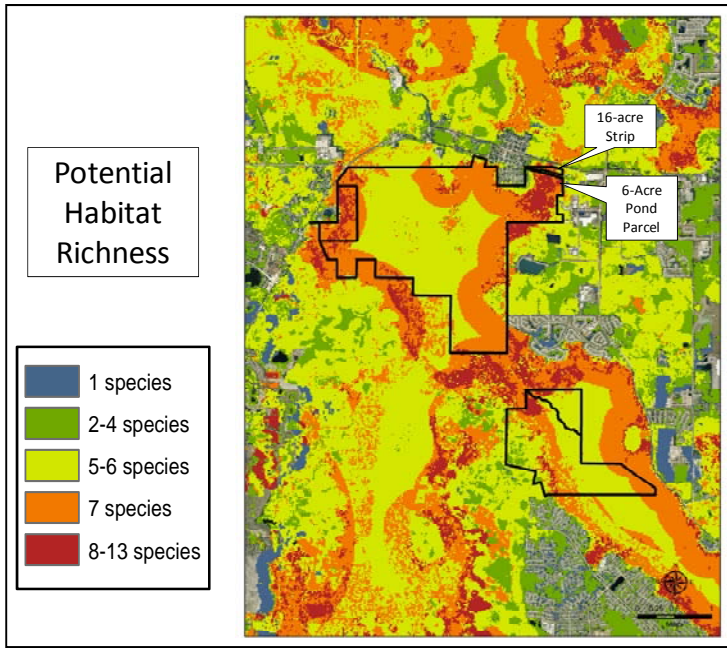 Potential
Habitat
Richness
16-acre
Strip
6-Acre
Pond
Parcel
1 species
2-4 species
5-6 species
7 species
8-13 species